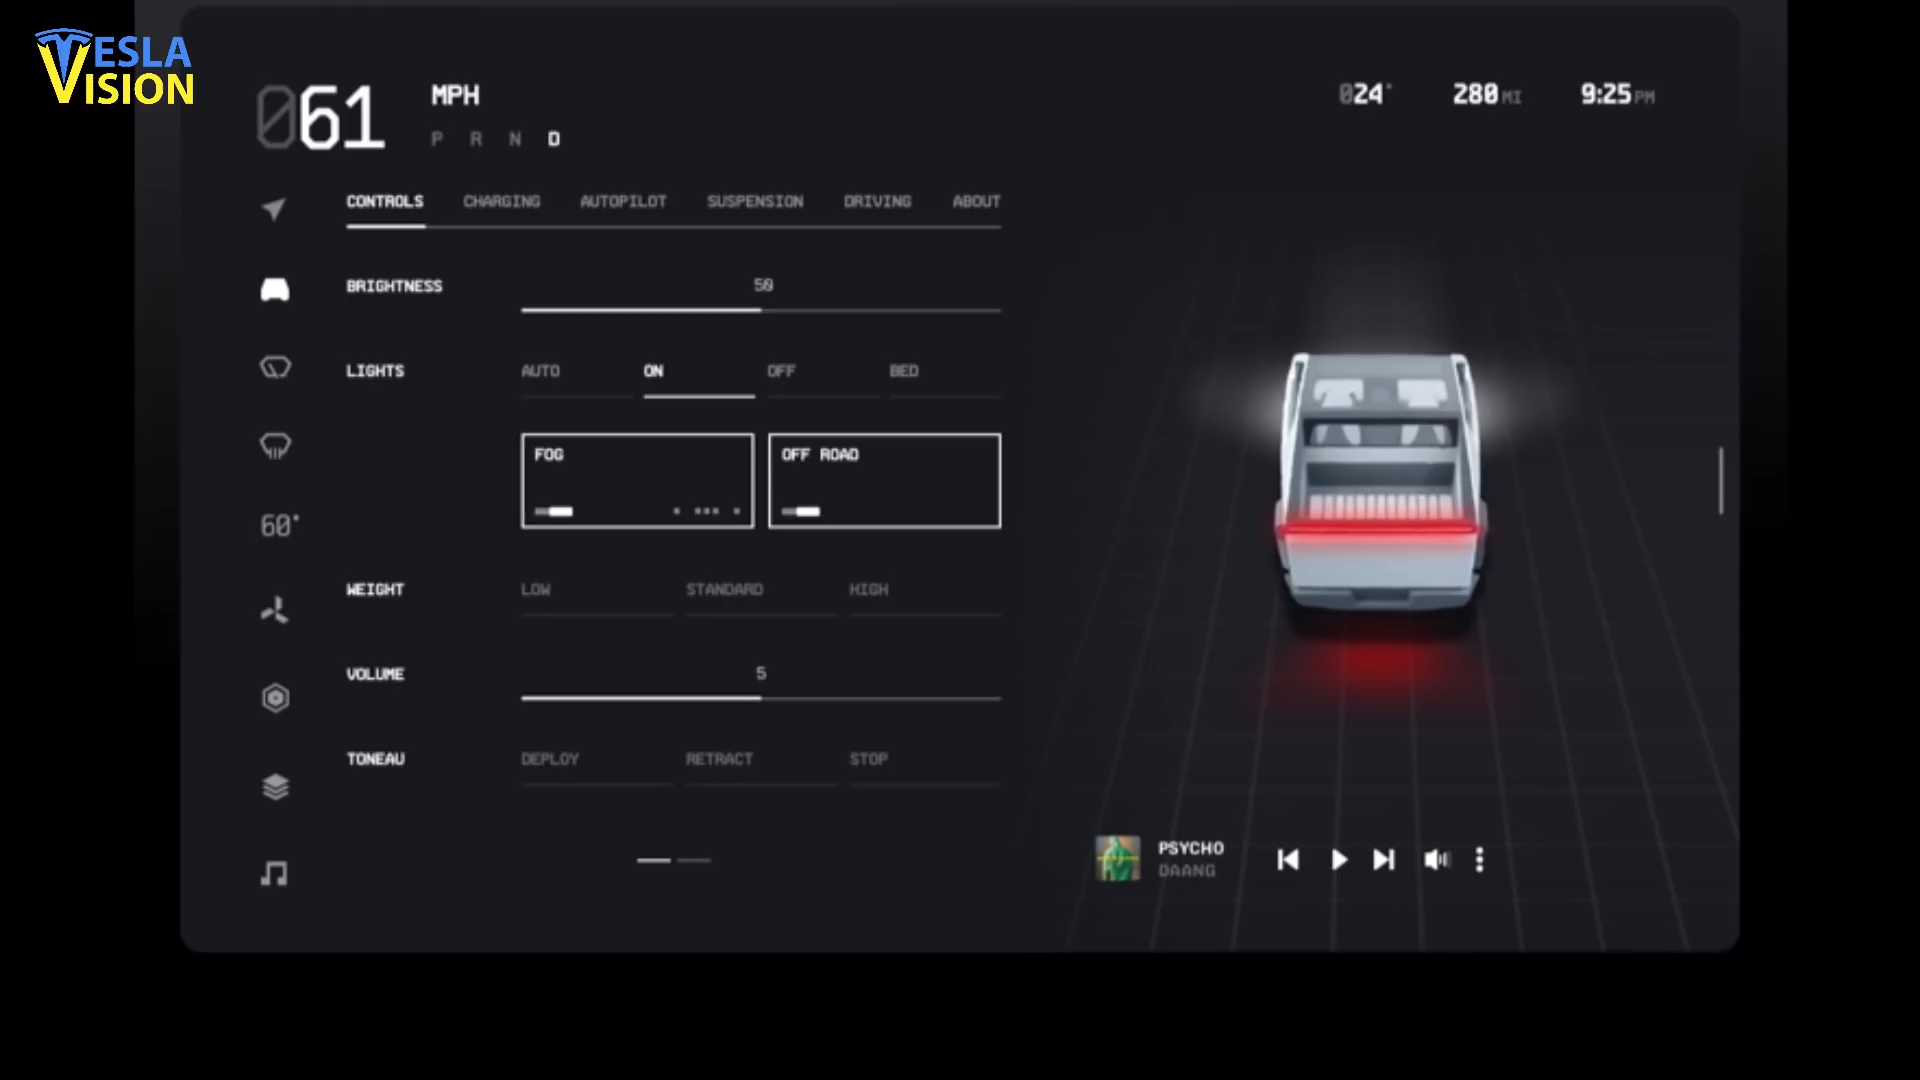 TESLA
VISION
061
MPH
P R N D
024°
280 MI
9:25 PM
CONTROLS CHARGING AUTOPILOT SUSPENSION DRIVING ABOUT
BRIGHTNESS
50
LIGHTS
AUTO ON OFF BED
FOG
OFF ROAD
60°
WEIGHT
LOW STANDARD HIGH
VOLUME
5
TONEAU
DEPLOY RETRACT STOP
PSYCHO
DAANG